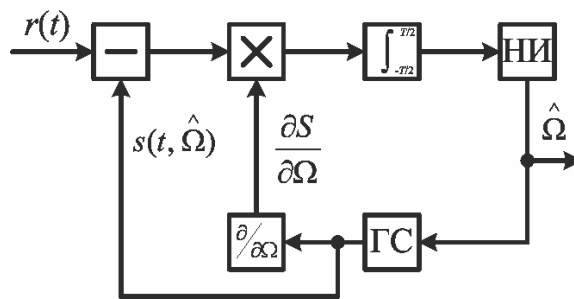 r(t)
−
×
∫ T/2 -T/2
НИ
s(t, Ω̂)
∂S/∂Ω
Ω̂
∂/∂Ω
ГС